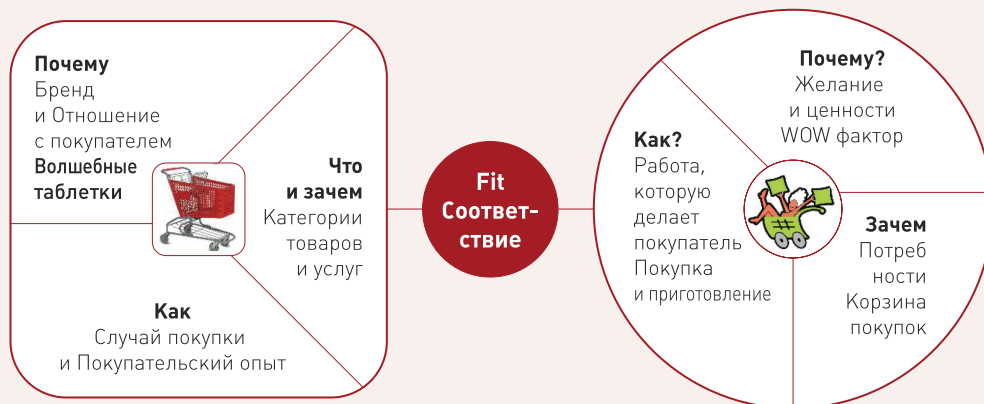 Почему
Бренд
и Отношение
с покупателем
Волшебные
таблетки
Что
и зачем
Категории
товаров
и услуг
Как
Случай покупки
и Покупательский опыт
Fit
Соответ-
ствие
Почему?
Желание
и ценности
WOW фактор
Как?
Работа,
которую
делает
покупатель
Покупка
и приготовление
Зачем
Потреб
ности
Корзина
покупок